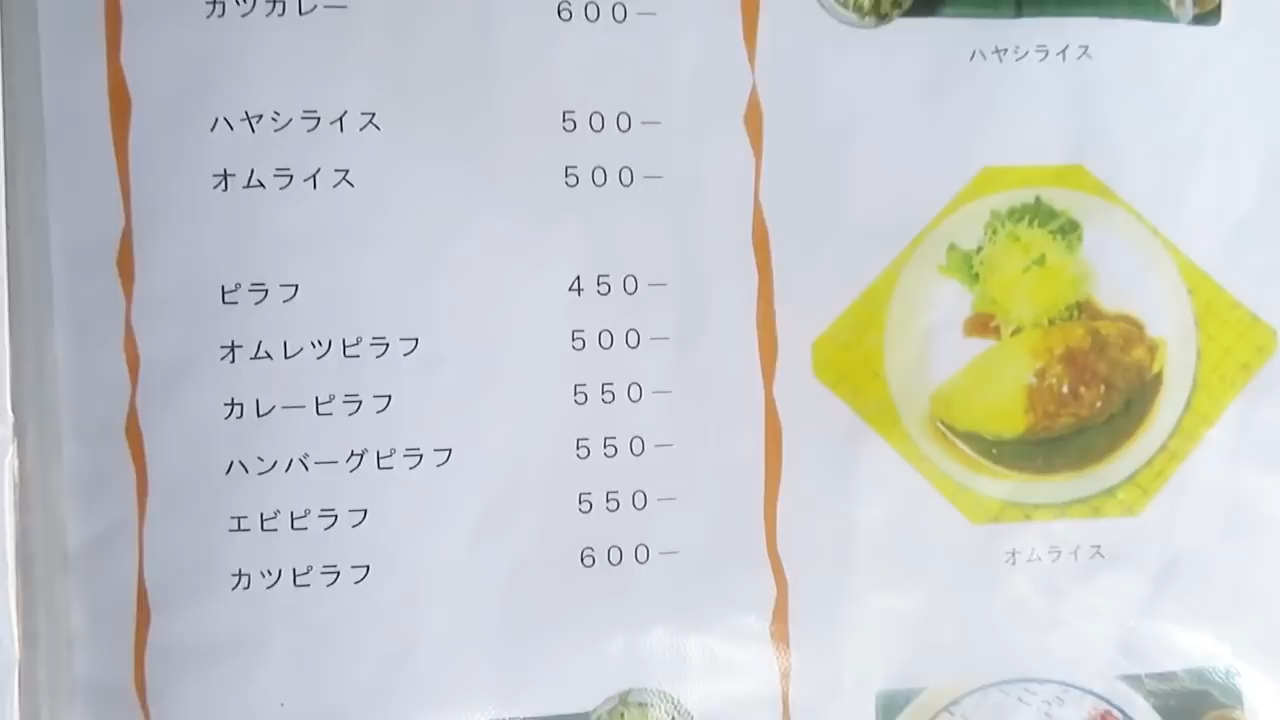 カツカレー 600−
ハヤシライス 500−
オムライス 500−
ピラフ 450−
オムレツピラフ 500−
カレーピラフ 550−
ハンバーグピラフ 550−
エビピラフ 550−
カツピラフ 600−
ハヤシライス
オムライス